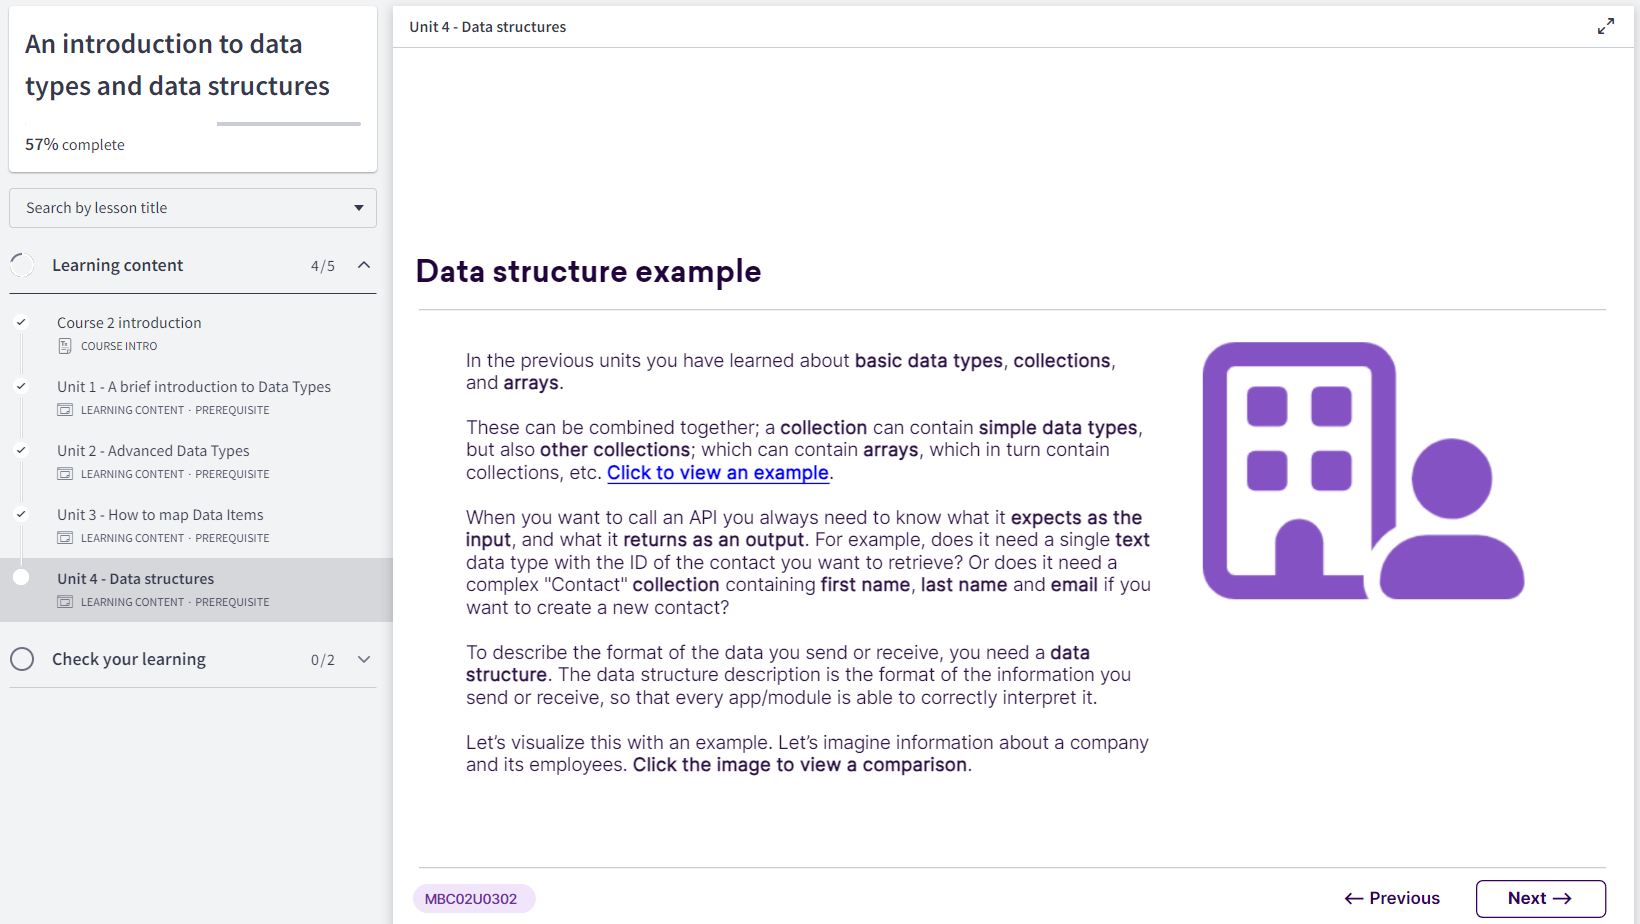 An introduction to data
types and data structures
57% complete
Search by lesson title
Learning content 4/5
Course 2 introduction
COURSE INTRO
Unit 1 - A brief introduction to Data Types
LEARNING CONTENT · PREREQUISITE
Unit 2 - Advanced Data Types
LEARNING CONTENT · PREREQUISITE
Unit 3 - How to map Data Items
LEARNING CONTENT · PREREQUISITE
Unit 4 - Data structures
LEARNING CONTENT · PREREQUISITE
Check your learning 0/2
Unit 4 - Data structures
Data structure example
In the previous units you have learned about basic data types, collections,
and arrays.
These can be combined together; a collection can contain simple data types,
but also other collections; which can contain arrays, which in turn contain
collections, etc. Click to view an example.
When you want to call an API you always need to know what it expects as the
input, and what it returns as an output. For example, does it need a single text
data type with the ID of the contact you want to retrieve? Or does it need a
complex "Contact" collection containing first name, last name and email if you
want to create a new contact?
To describe the format of the data you send or receive, you need a data
structure. The data structure description is the format of the information you
send or receive, so that every app/module is able to correctly interpret it.
Let’s visualize this with an example. Let’s imagine information about a company
and its employees. Click the image to view a comparison.
MBC02U0302
← Previous
Next →